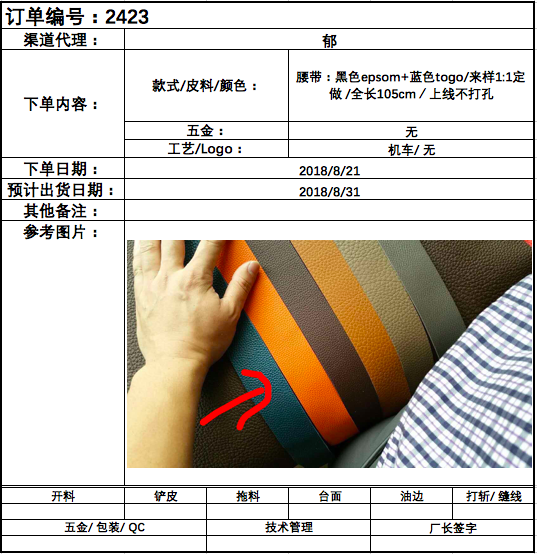 订单编号：2423
渠道代理：
郁
下单内容：
款式/皮料/颜色：
腰带：黑色epsom+蓝色togo/来样1:1定
做 /全长105cm / 上线不打孔
五金：
无
工艺/Logo：
机车/ 无
下单日期：
2018/8/21
预计出货日期：
2018/8/31
其他备注：
参考图片：
开料
铲皮
拖料
台面
油边
打斩/ 缝线
五金/ 包装/ QC
技术管理
厂长签字